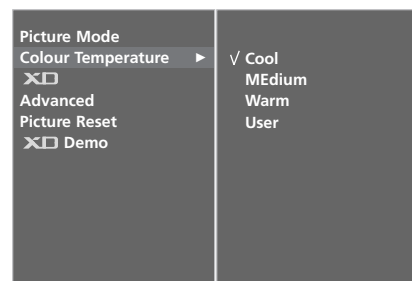 Picture Mode
Colour Temperature ►
XD
Advanced
Picture Reset
XD Demo
√ Cool
MEdium
Warm
User